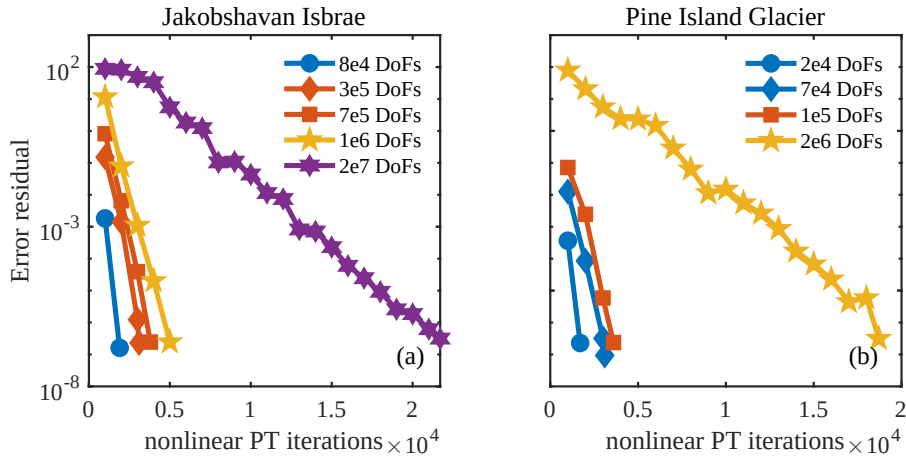 Jakobshavan Isbrae
Error residual
10^2
10^-3
10^-8
8e4 DoFs
3e5 DoFs
7e5 DoFs
1e6 DoFs
2e7 DoFs
(a)
0 0.5 1 1.5 2
nonlinear PT iterations ×10^4
Pine Island Glacier
2e4 DoFs
7e4 DoFs
1e5 DoFs
2e6 DoFs
(b)
0 0.5 1 1.5 2
nonlinear PT iterations ×10^4